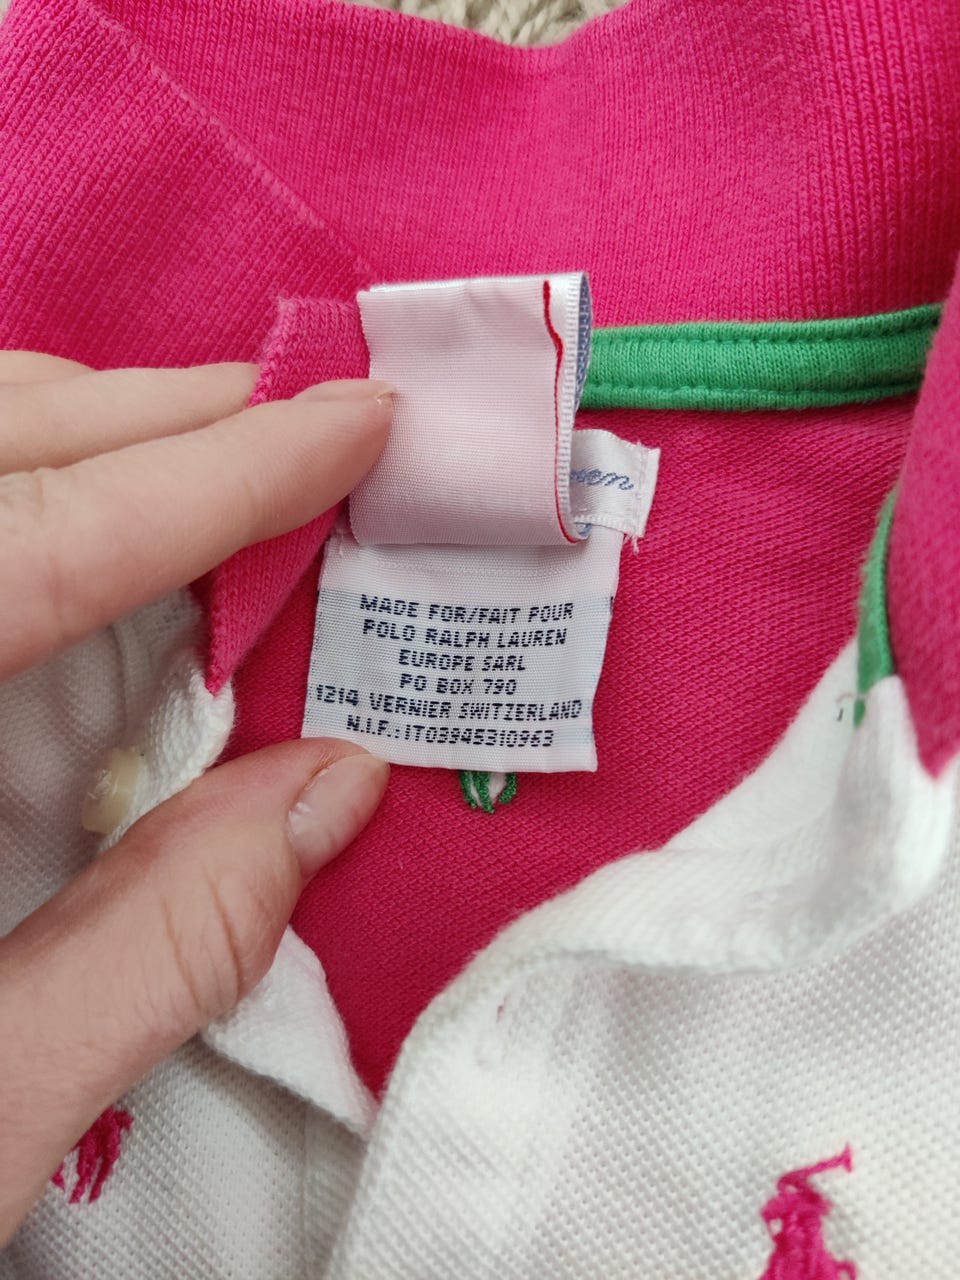 MADE FOR/FAIT POUR
POLO RALPH LAUREN
EUROPE SARL
PO BOX 790
1214 VERNIER SWITZERLAND
N.I.F.:IT03945310963